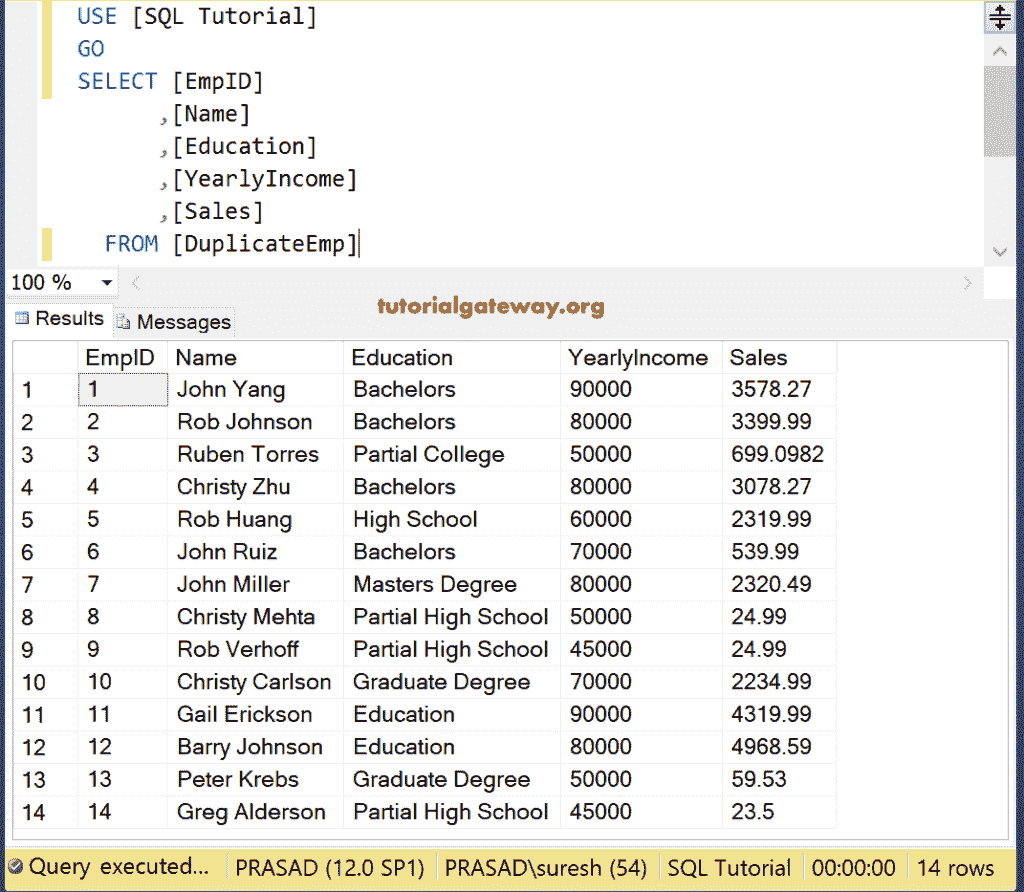 USE [SQL Tutorial]
GO
SELECT [EmpID]
,[Name]
,[Education]
,[YearlyIncome]
,[Sales]
FROM [DuplicateEmp]
100 %
tutorialgateway.org
Results Messages
EmpID Name Education YearlyIncome Sales
1 1 John Yang Bachelors 90000 3578.27
2 2 Rob Johnson Bachelors 80000 3399.99
3 3 Ruben Torres Partial College 50000 699.0982
4 4 Christy Zhu Bachelors 80000 3078.27
5 5 Rob Huang High School 60000 2319.99
6 6 John Ruiz Bachelors 70000 539.99
7 7 John Miller Masters Degree 80000 2320.49
8 8 Christy Mehta Partial High School 50000 24.99
9 9 Rob Verhoff Partial High School 45000 24.99
10 10 Christy Carlson Graduate Degree 70000 2234.99
11 11 Gail Erickson Education 90000 4319.99
12 12 Barry Johnson Education 80000 4968.59
13 13 Peter Krebs Graduate Degree 50000 59.53
14 14 Greg Alderson Partial High School 45000 23.5
Query executed... PRASAD (12.0 SP1) PRASAD\suresh (54) SQL Tutorial 00:00:00 14 rows